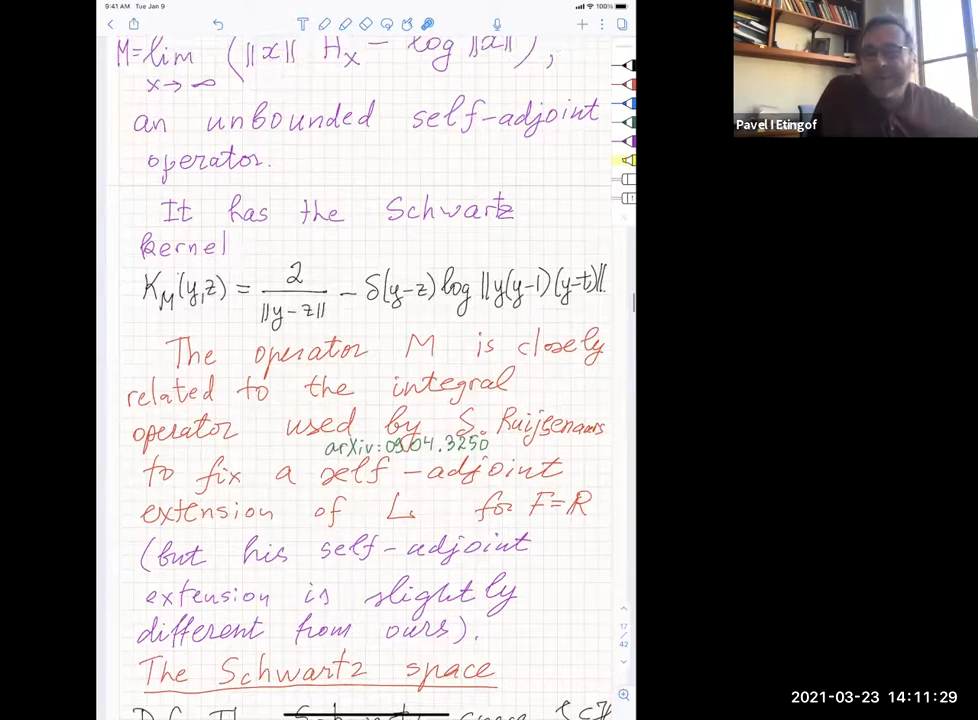 9:41 AM Tue Jan 9
100%
M=lim (||x|| H_x − log ||x||),
x→∞
an unbounded self-adjoint
operator.
It has the Schwartz
kernel
K_M(y,z) = 2/||y−z|| − δ(y−z) log ||y(y−1)(y−t)||.
The operator M is closely
related to the integral
operator used by S. Ruijsenaars
arXiv:0904.3250
to fix a self-adjoint
extension of L for F=R
(but his self-adjoint
extension is slightly
different from ours).
The Schwartz space
17
/
42
Pavel I Etingof
2021-03-23 14:11:29